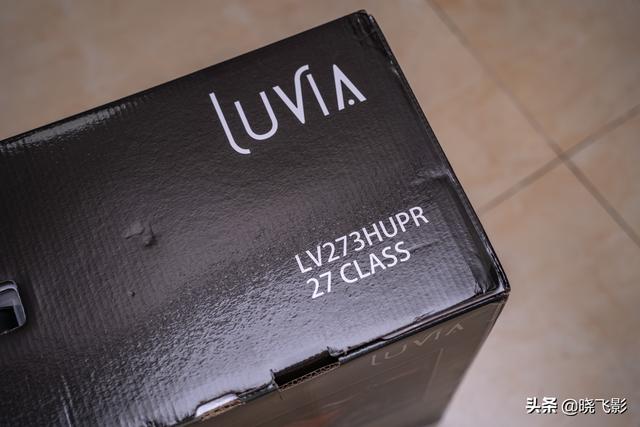 LUVIA
LV273HUPR
27 CLASS
LUVIA
头条 @晓飞影